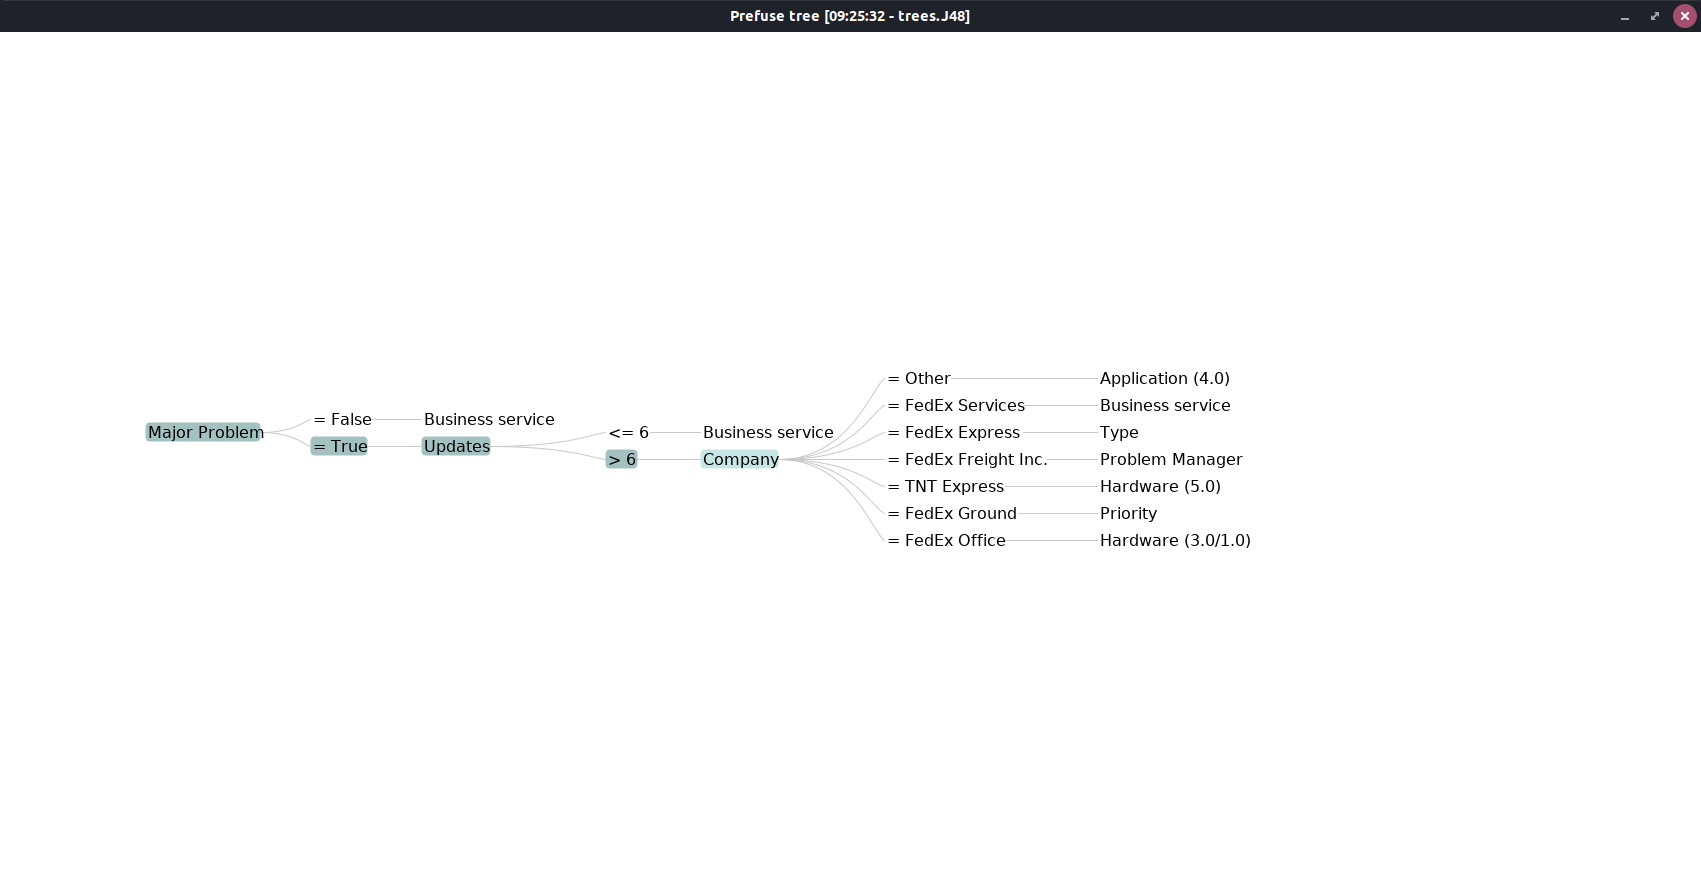 Prefuse tree [09:25:32 - trees.J48]
Major Problem
= False
Business service
= True
Updates
<= 6
Business service
> 6
Company
= Other
Application (4.0)
= FedEx Services
Business service
= FedEx Express
Type
= FedEx Freight Inc.
Problem Manager
= TNT Express
Hardware (5.0)
= FedEx Ground
Priority
= FedEx Office
Hardware (3.0/1.0)